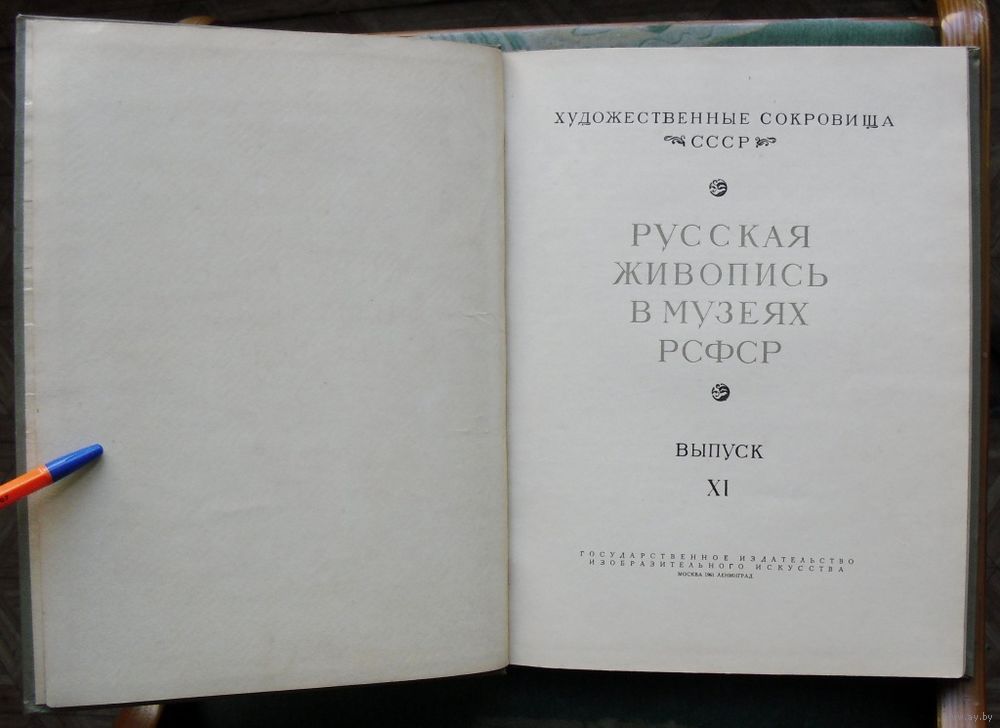 ХУДОЖЕСТВЕННЫЕ СОКРОВИЩА
СССР
РУССКАЯ
ЖИВОПИСЬ
В МУЗЕЯХ
РСФСР
ВЫПУСК
XI
ГОСУДАРСТВЕННОЕ ИЗДАТЕЛЬСТВО
ИЗОБРАЗИТЕЛЬНОГО ИСКУССТВА
МОСКВА 1961 ЛЕНИНГРАД